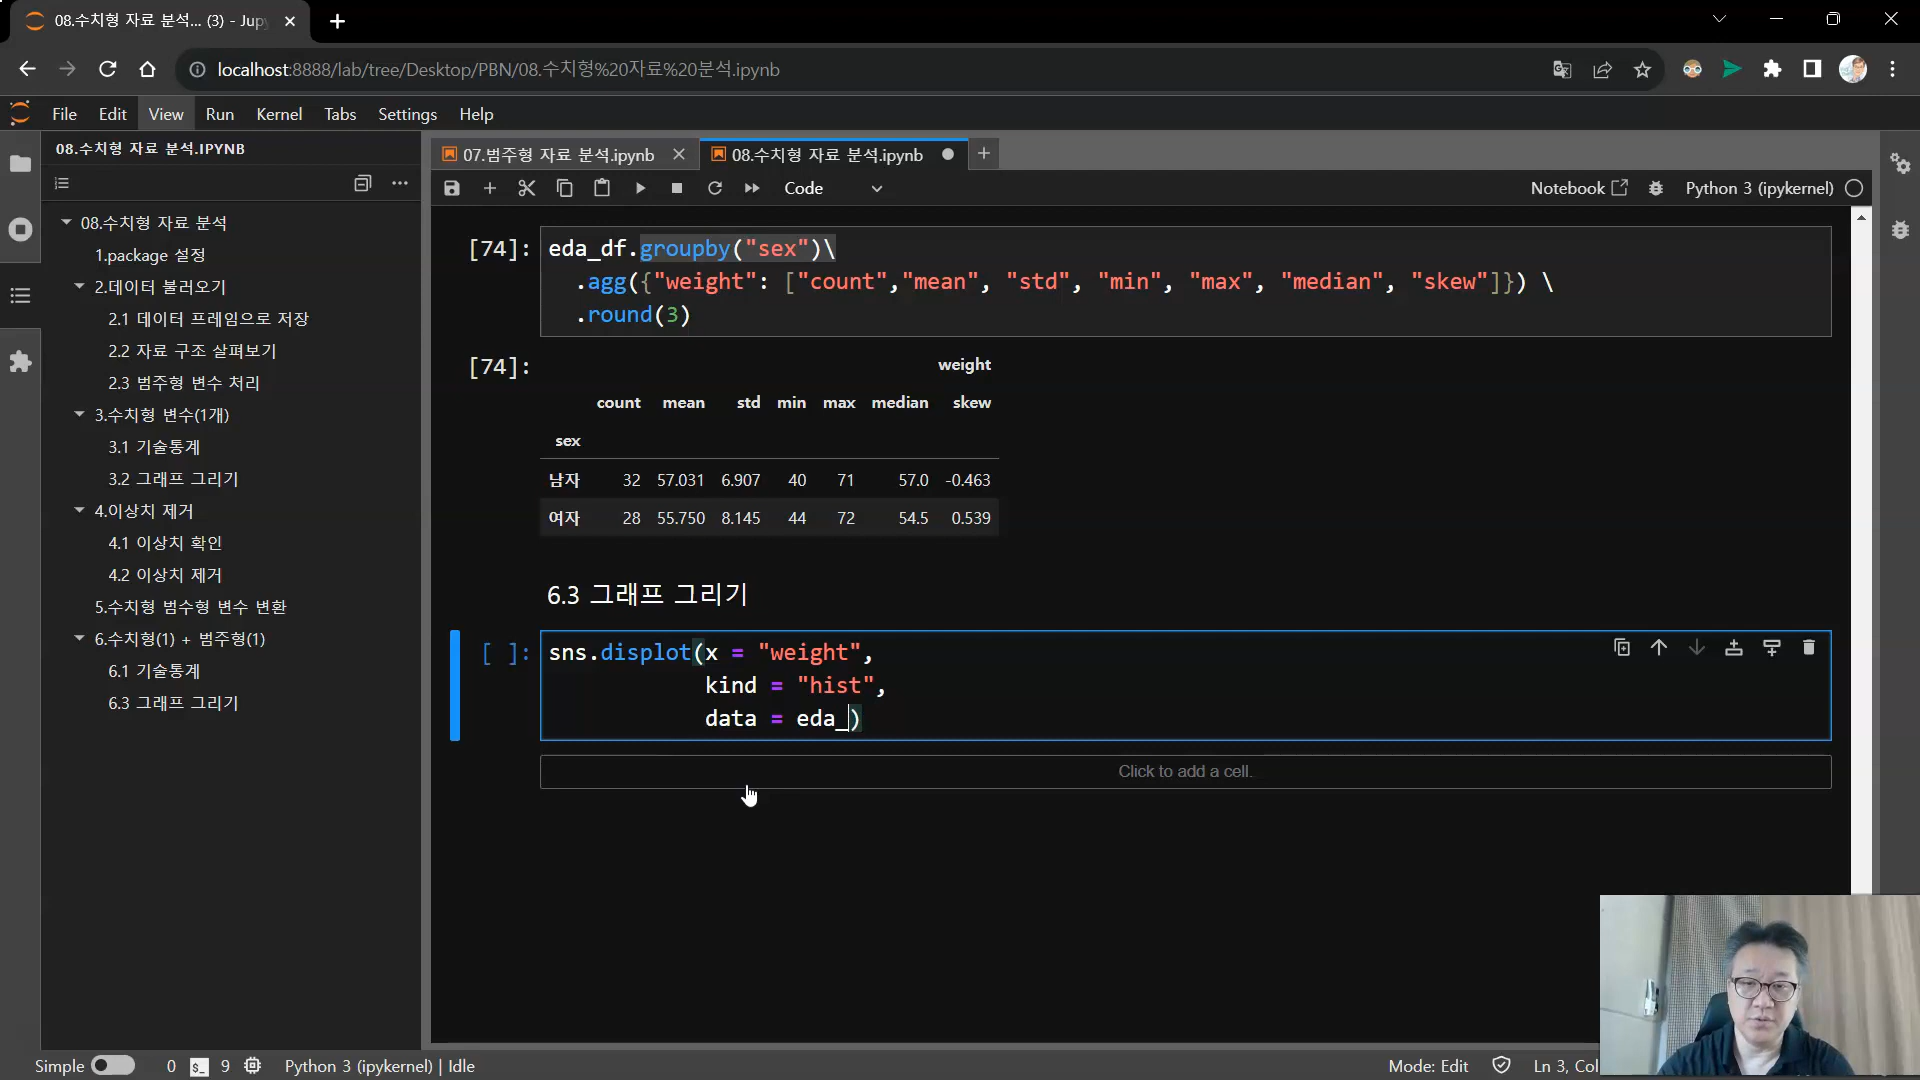 08.수치형 자료 분석... (3) - Jup
localhost:8888/lab/tree/Desktop/PBN/08.수치형%20자료%20분석.ipynb
File Edit View Run Kernel Tabs Settings Help
08.수치형 자료 분석.IPYNB
08.수치형 자료 분석
1.package 설정
2.데이터 불러오기
2.1 데이터 프레임으로 저장
2.2 자료 구조 살펴보기
2.3 범주형 변수 처리
3.수치형 변수(1개)
3.1 기술통계
3.2 그래프 그리기
4.이상치 제거
4.1 이상치 확인
4.2 이상치 제거
5.수치형 범수형 변수 변환
6.수치형(1) + 범주형(1)
6.1 기술통계
6.3 그래프 그리기
07.범주형 자료 분석.ipynb
08.수치형 자료 분석.ipynb
Code
Notebook
Python 3 (ipykernel)
[74]: eda_df.groupby("sex")\
.agg({"weight": ["count","mean", "std", "min", "max", "median", "skew"]}) \
.round(3)
[74]: weight
count mean std min max median skew
sex
남자 32 57.031 6.907 40 71 57.0 -0.463
여자 28 55.750 8.145 44 72 54.5 0.539
6.3 그래프 그리기
[ ]: sns.displot(x = "weight",
kind = "hist",
data = eda_)
Click to add a cell.
Simple 0 9 Python 3 (ipykernel) | Idle
Mode: Edit Ln 3, Col